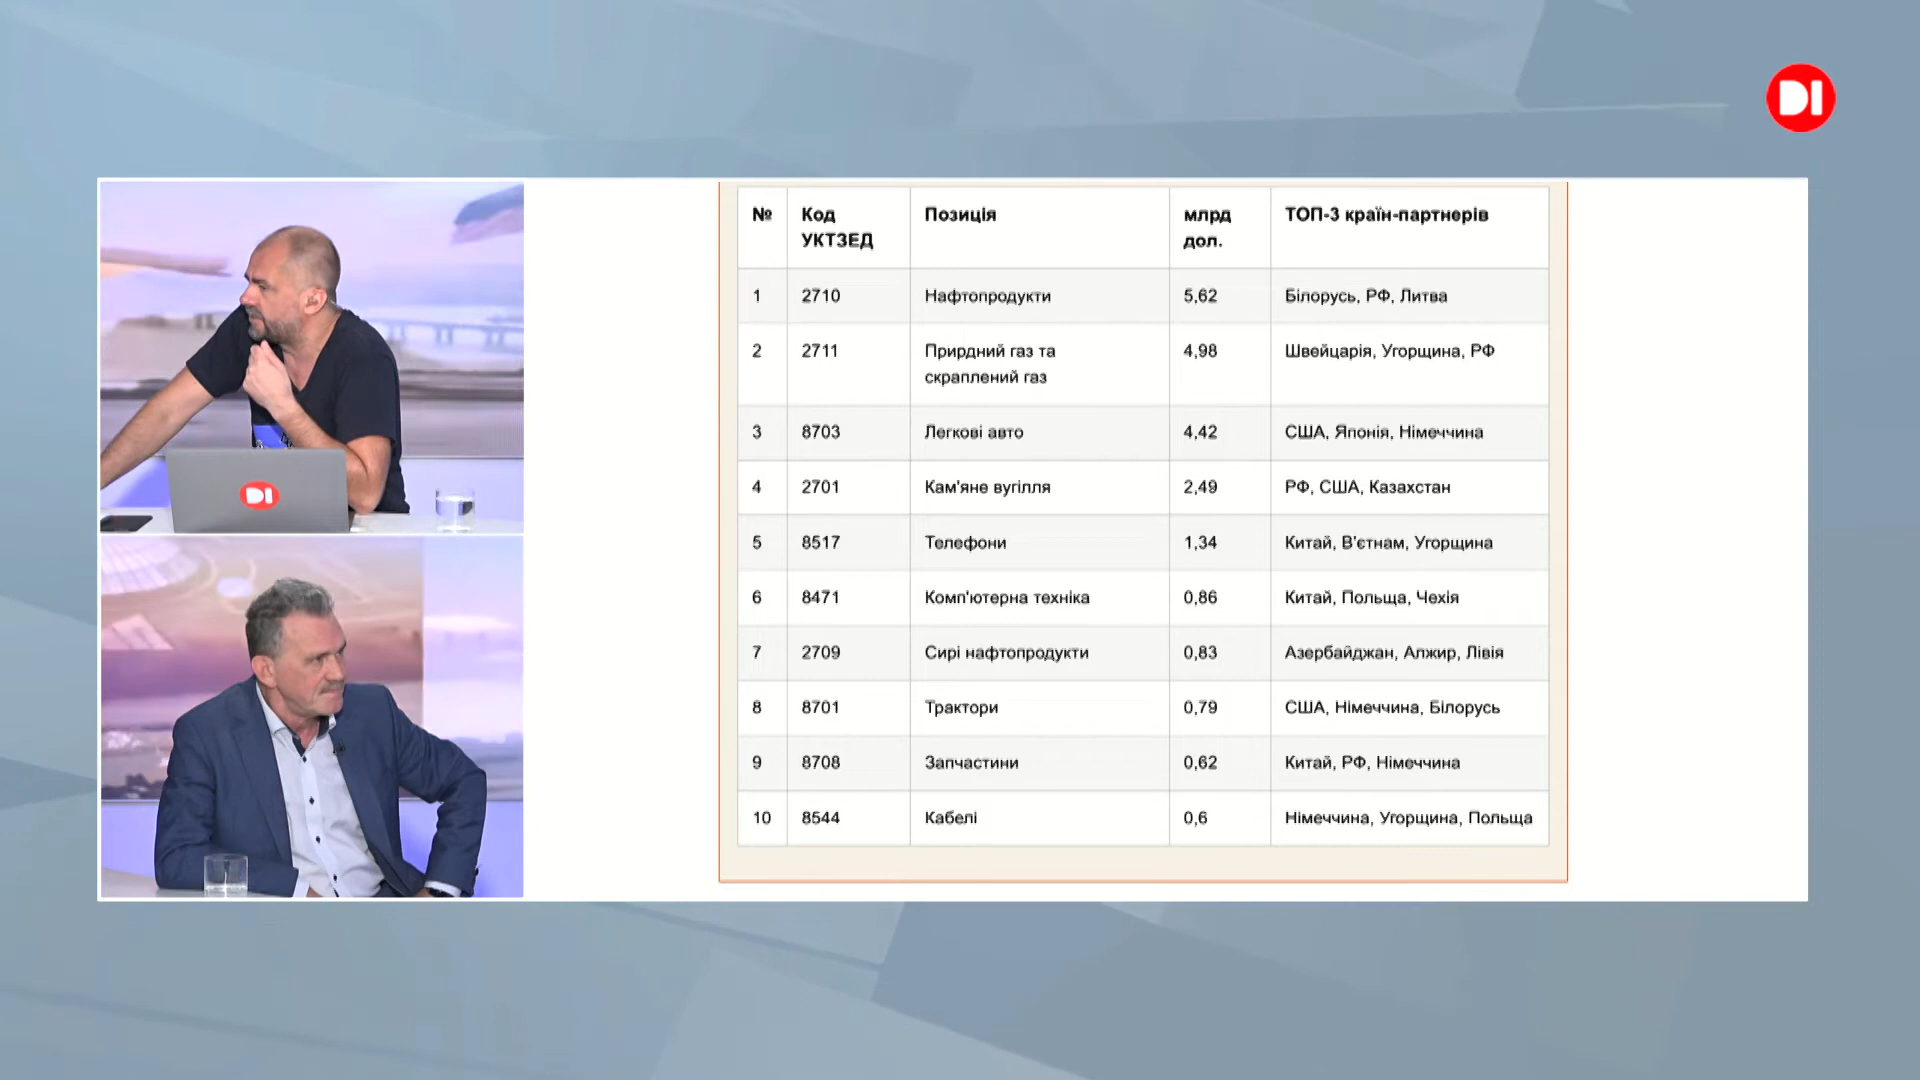 DI
№ Код УКТЗЕД Позиція млрд дол. ТОП-3 країн-партнерів
1 2710 Нафтопродукти 5,62 Білорусь, РФ, Литва
2 2711 Прирдний газ та скраплений газ 4,98 Швейцарія, Угорщина, РФ
3 8703 Легкові авто 4,42 США, Японія, Німеччина
4 2701 Кам'яне вугілля 2,49 РФ, США, Казахстан
5 8517 Телефони 1,34 Китай, В'єтнам, Угорщина
6 8471 Комп'ютерна техніка 0,86 Китай, Польща, Чехія
7 2709 Сирі нафтопродукти 0,83 Азербайджан, Алжир, Лівія
8 8701 Трактори 0,79 США, Німеччина, Білорусь
9 8708 Запчастини 0,62 Китай, РФ, Німеччина
10 8544 Кабелі 0,6 Німеччина, Угорщина, Польща
DI